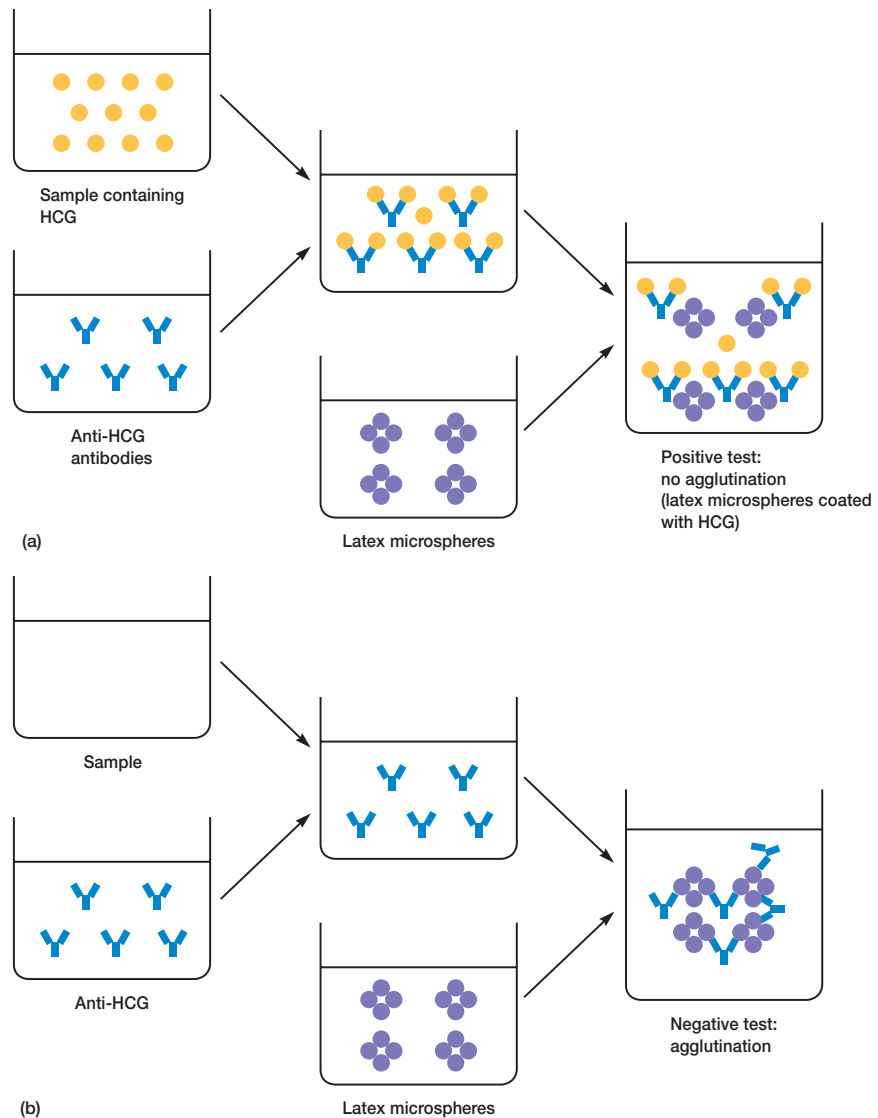 Sample containing
HCG
Anti-HCG
antibodies
Positive test:
no agglutination
(latex microspheres coated
with HCG)
(a)
Latex microspheres
Sample
Anti-HCG
Negative test:
agglutination
(b)
Latex microspheres